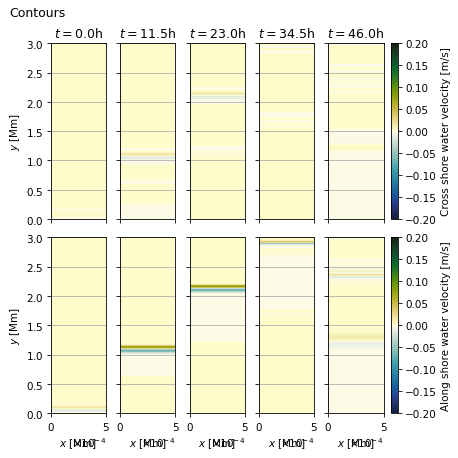 Contours
t = 0.0h t = 11.5h t = 23.0h t = 34.5h t = 46.0h
3.0 2.5 2.0 1.5 1.0 0.5 0.0
y [Mm]
0.20 0.15 0.10 0.05 0.00 −0.05 −0.10 −0.15 −0.20
Cross shore water velocity [m/s]
3.0 2.5 2.0 1.5 1.0 0.5 0.0
y [Mm]
0.20 0.15 0.10 0.05 0.00 −0.05 −0.10 −0.15 −0.20
Along shore water velocity [m/s]
0 5 0 5 0 5 0 5 0 5
x [Mm] x [Mm] x [Mm] x [Mm] x [Mm]